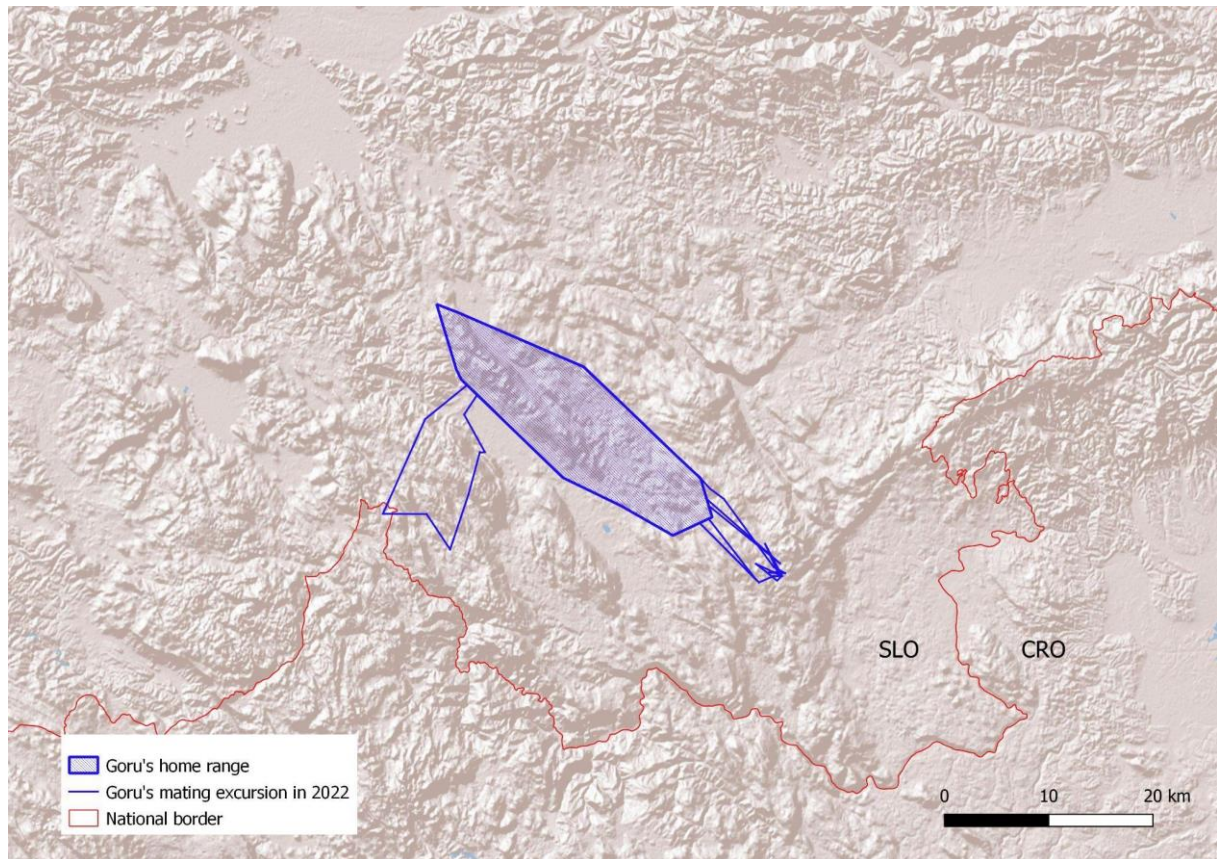 SLO CRO
Goru's home range
Goru's mating excursion in 2022
National border
0 10 20 km